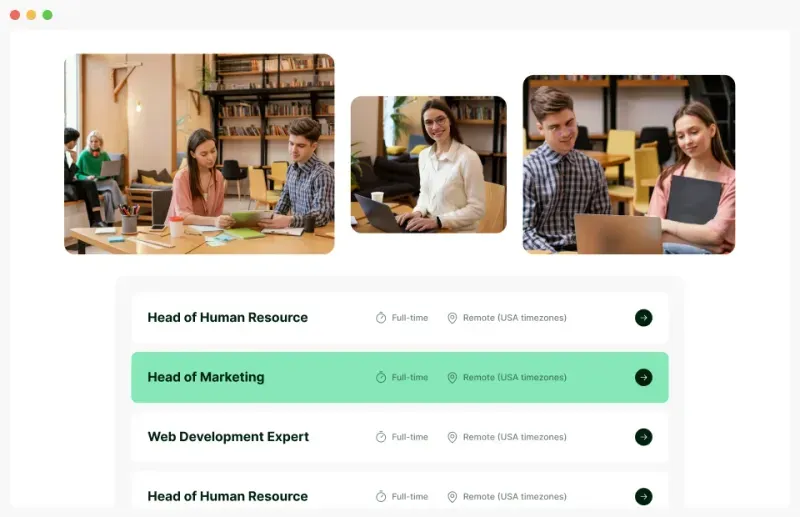 Head of Human Resource Full-time Remote (USA timezones)
Head of Marketing Full-time Remote (USA timezones)
Web Development Expert Full-time Remote (USA timezones)
Head of Human Resource Full-time Remote (USA timezones)